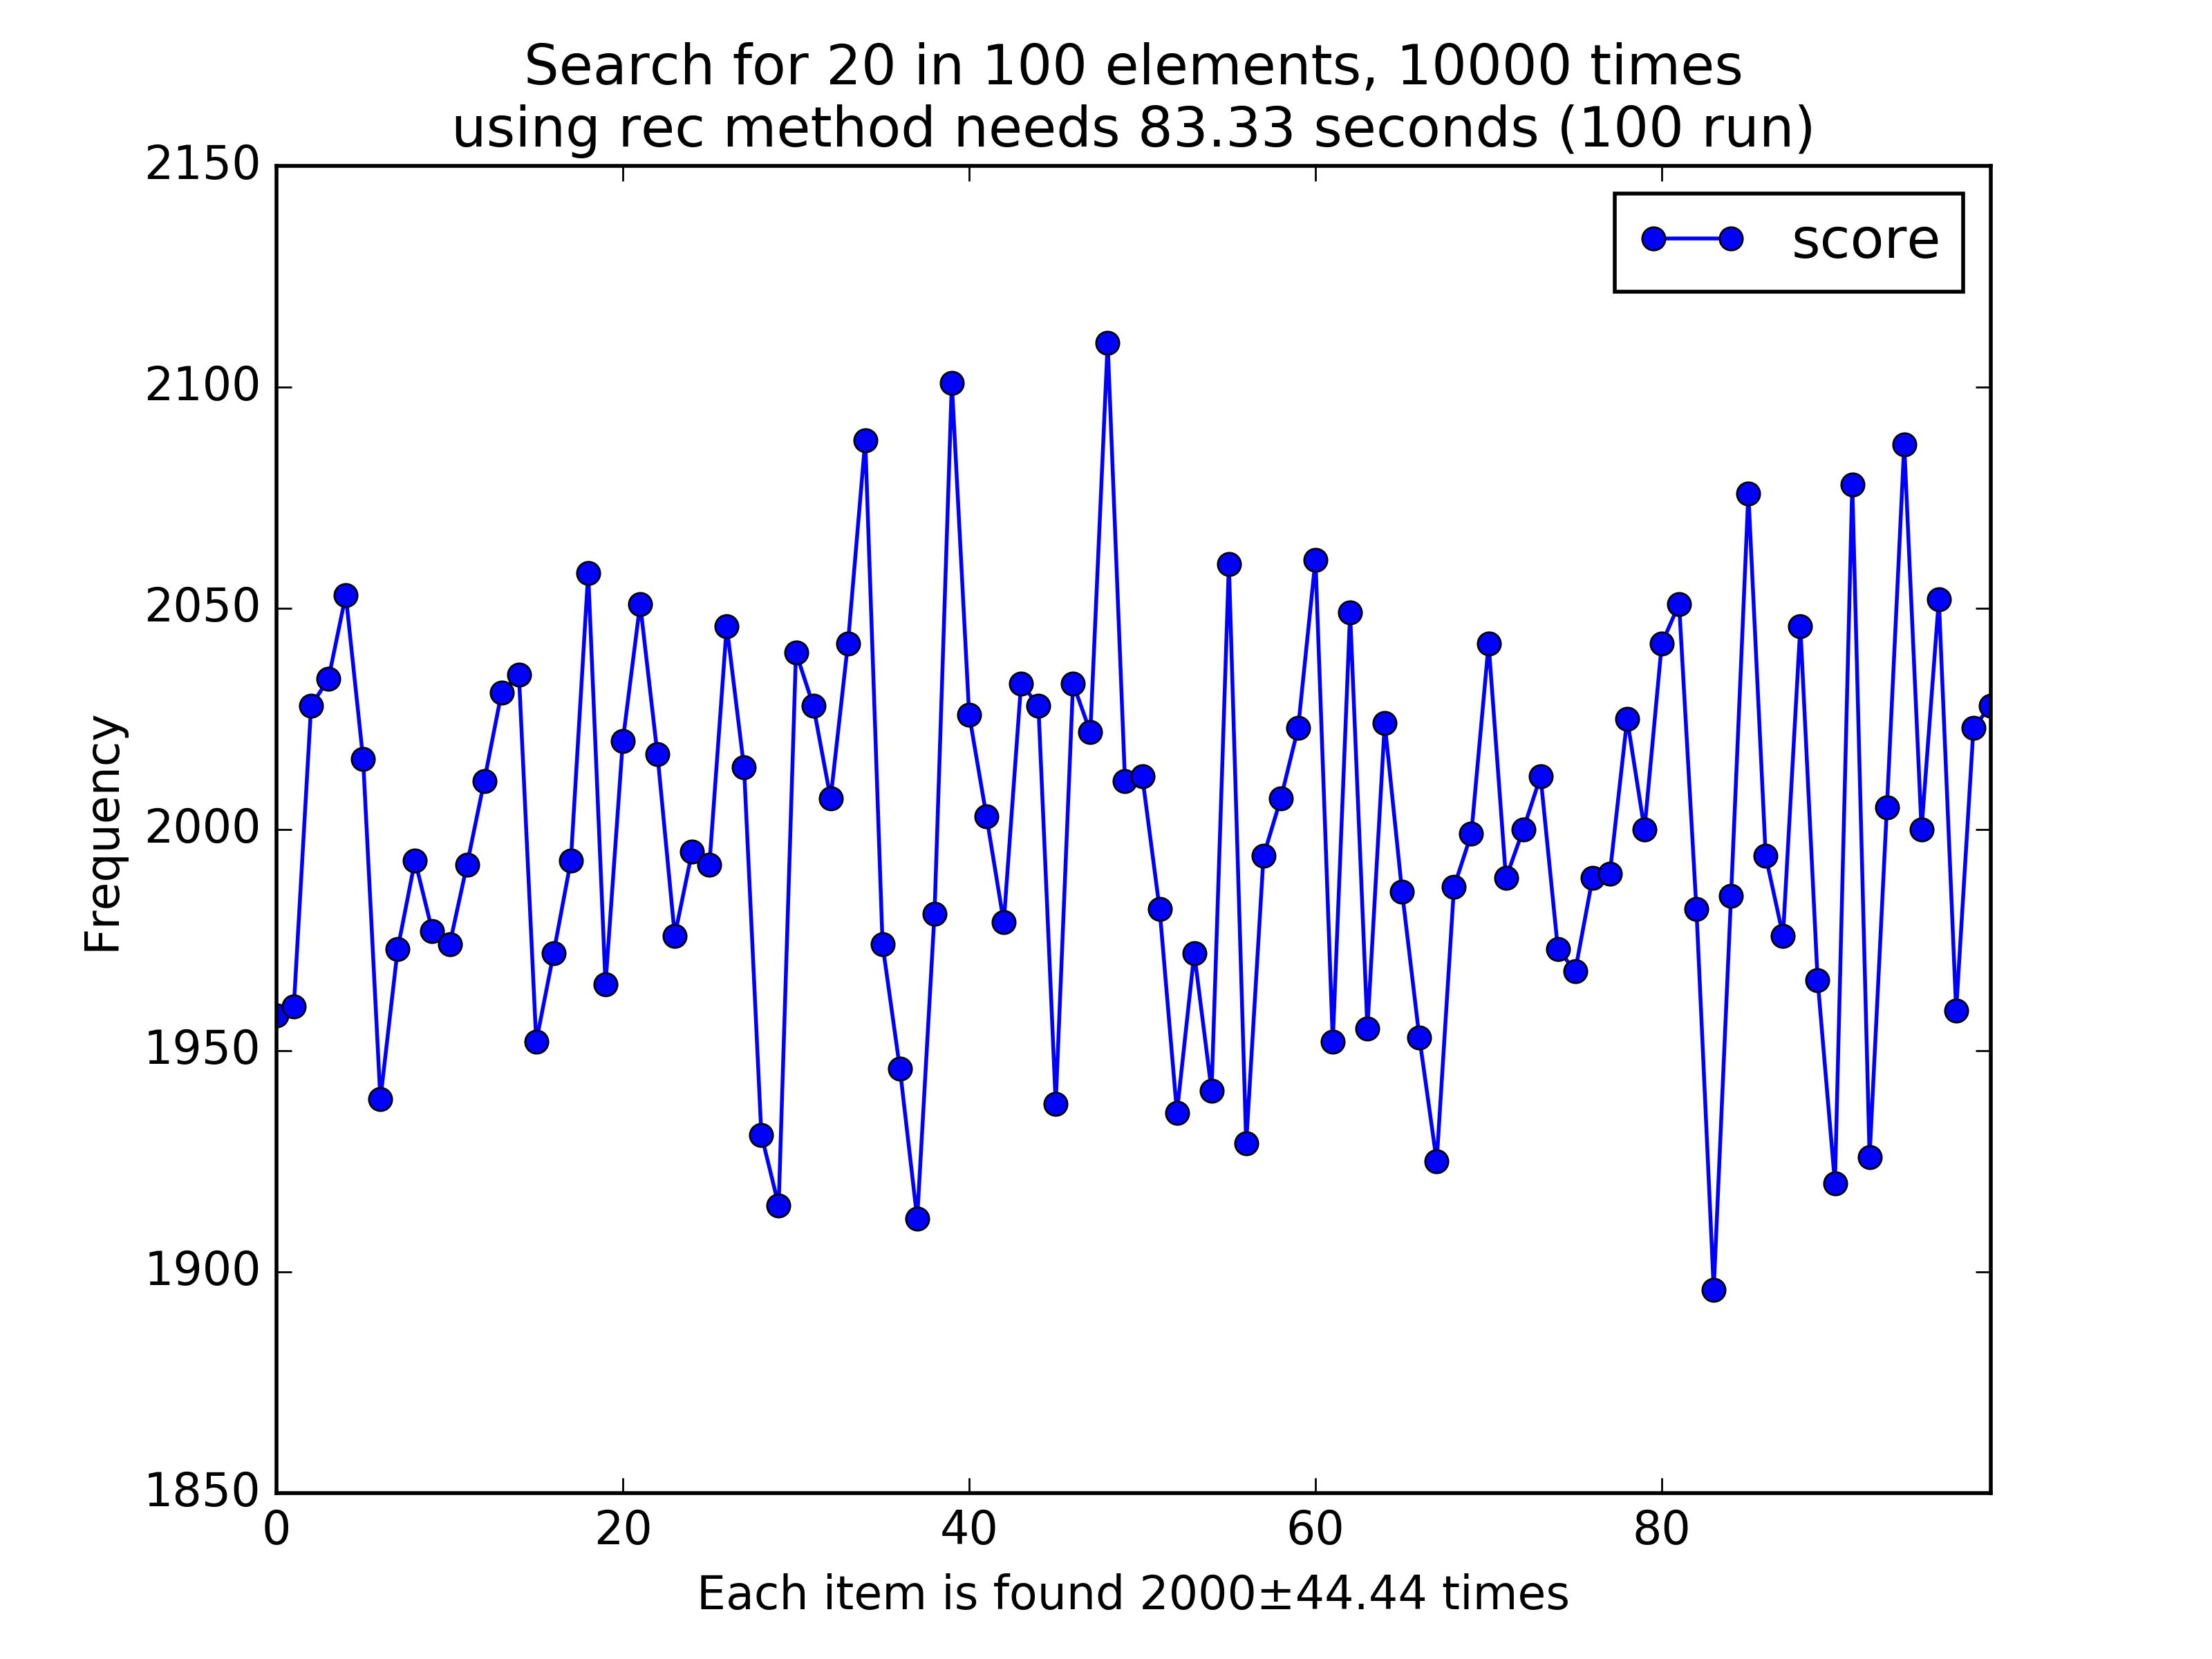 Search for 20 in 100 elements, 10000 times
using rec method needs 83.33 seconds (100 run)
score
2150
2100
2050
2000
1950
1900
1850
Frequency
0 20 40 60 80
Each item is found 2000±44.44 times